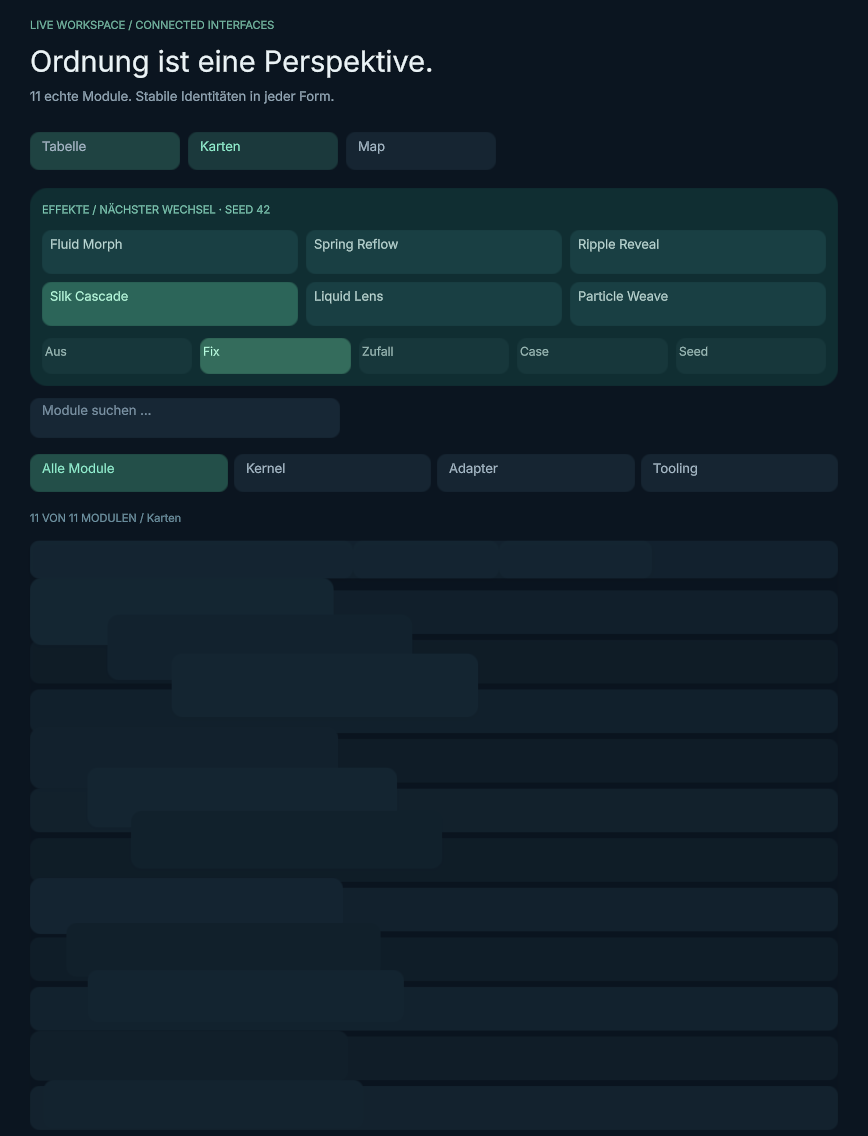 LIVE WORKSPACE / CONNECTED INTERFACES
Ordnung ist eine Perspektive.
11 echte Module. Stabile Identitäten in jeder Form.
Tabelle Karten Map
EFFEKTE / NÄCHSTER WECHSEL · SEED 42
Fluid Morph Spring Reflow Ripple Reveal
Silk Cascade Liquid Lens Particle Weave
Aus Fix Zufall Case Seed
Module suchen ...
Alle Module Kernel Adapter Tooling
11 VON 11 MODULEN / Karten